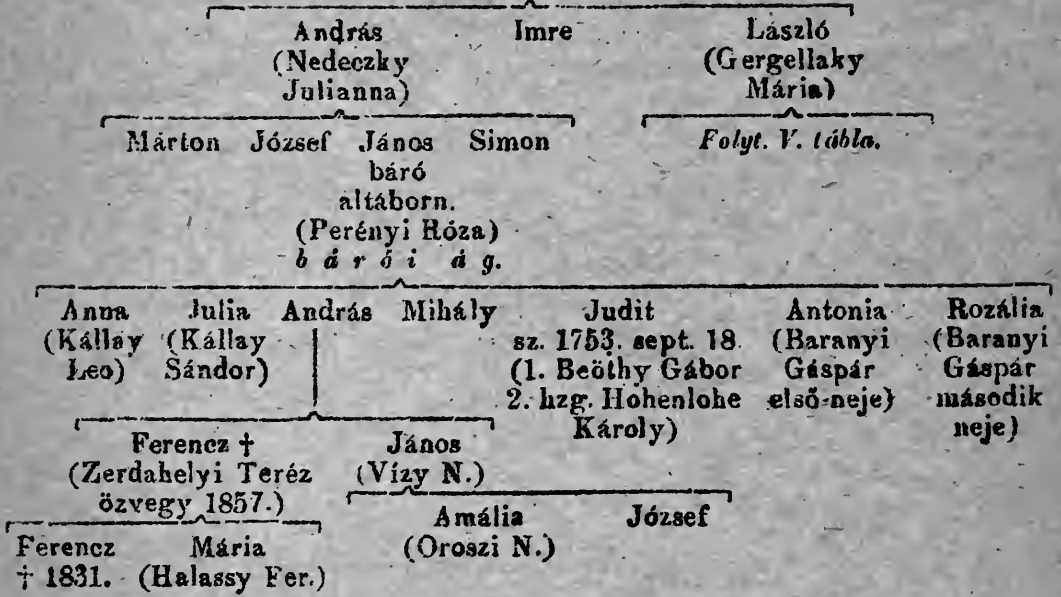 András Imre László
(Nedeczky (Gergellaky
Julianna) Mária)
Márton József János Simon Folyt. V. tábla.
báró
altáborn.
(Perényi Róza)
bárói ág.
Anna Julia András Mihály Judit Antonia Rozália
(Kállay (Kállay sz. 1753. sept. 18. (Baranyi (Baranyi
Leo) Sándor) (1. Beöthy Gábor Gáspár Gáspár
2. hzg. Hohenlohe első neje) második
Ferencz † János Károly) neje)
(Zerdahelyi Teréz (Vízy N.)
özvegy 1857.)
Amália József
Ferencz Mária (Oroszi N.)
† 1831. (Halassy Fer.)